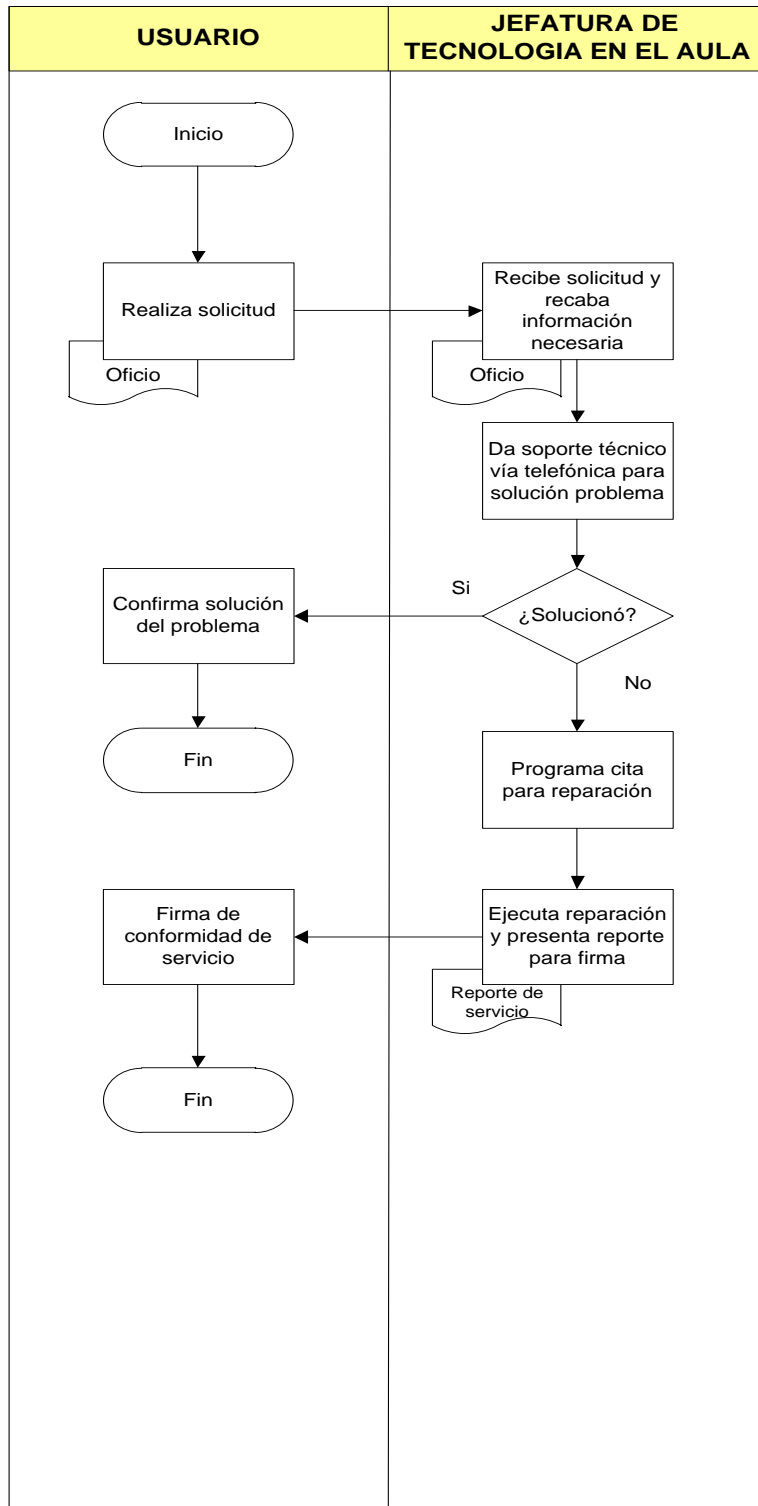 USUARIO
JEFATURA DE
TECNOLOGIA EN EL AULA
Inicio
Realiza solicitud
Oficio
Recibe solicitud y
recaba
información
necesaria
Oficio
Da soporte técnico
vía telefónica para
solución problema
¿Solucionó?
Si
Confirma solución
del problema
Fin
No
Programa cita
para reparación
Ejecuta reparación
y presenta reporte
para firma
Reporte de
servicio
Firma de
conformidad de
servicio
Fin